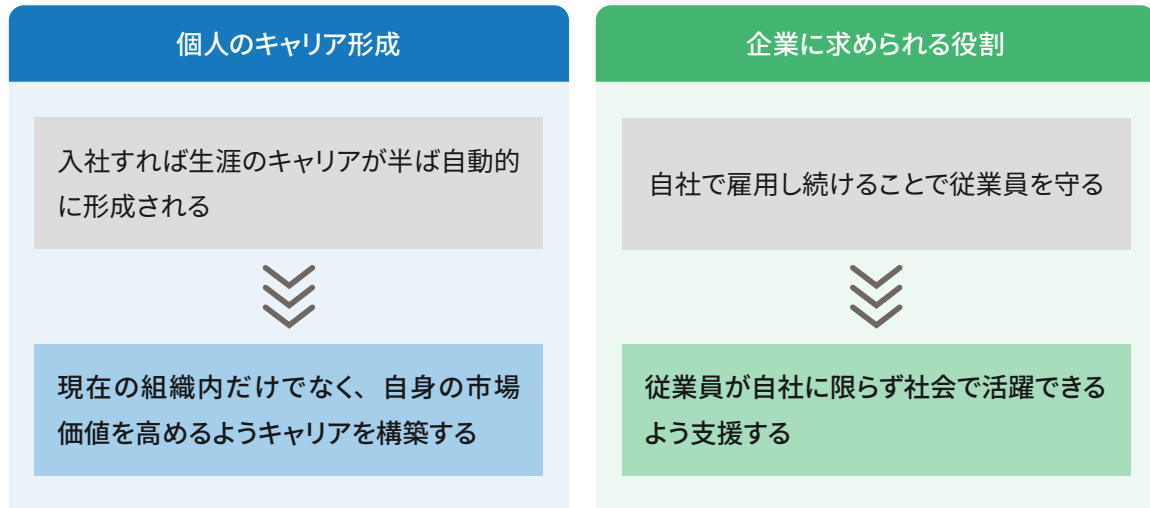 個人のキャリア形成
入社すれば生涯のキャリアが半ば自動的
に形成される
現在の組織内だけでなく、自身の市場
価値を高めるようキャリアを構築する
企業に求められる役割
自社で雇用し続けることで従業員を守る
従業員が自社に限らず社会で活躍できる
よう支援する